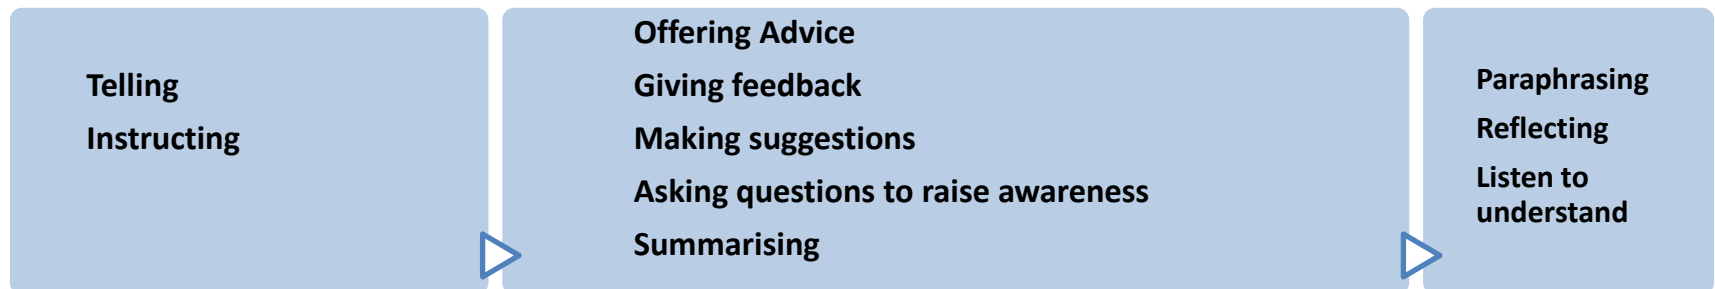 Telling
Instructing
Offering Advice
Giving feedback
Making suggestions
Asking questions to raise awareness
Summarising
Paraphrasing
Reflecting
Listen to
understand